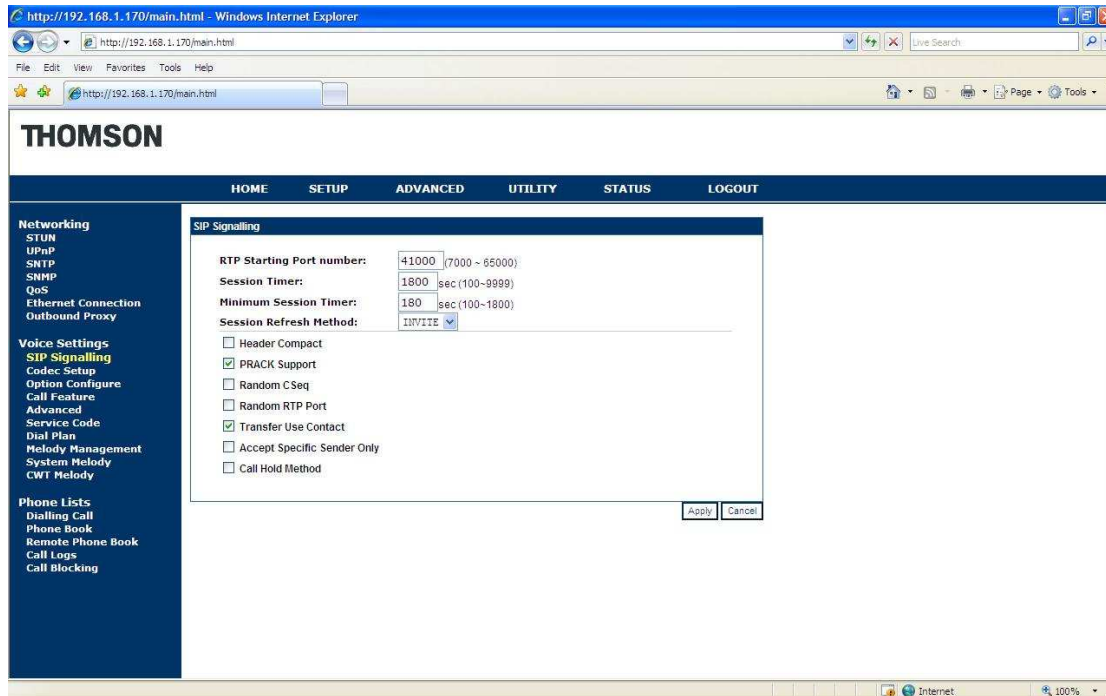 http://192.168.1.170/main.html - Windows Internet Explorer
http://192.168.1.170/main.html
Live Search
File Edit View Favorites Tools Help
http://192.168.1.170/main.html
Page Tools
THOMSON
HOME SETUP ADVANCED UTILITY STATUS LOGOUT
Networking
STUN
UPnP
SNTP
SNMP
QoS
Ethernet Connection
Outbound Proxy
Voice Settings
SIP Signalling
Codec Setup
Option Configure
Call Feature
Advanced
Service Code
Dial Plan
Melody Management
System Melody
CWT Melody
Phone Lists
Dialling Call
Phone Book
Remote Phone Book
Call Logs
Call Blocking
SIP Signalling
RTP Starting Port number: 41000 (7000 ~ 65000)
Session Timer: 1800 sec (100~9999)
Minimum Session Timer: 180 sec (100~1800)
Session Refresh Method: INVITE
Header Compact
PRACK Support
Random CSeq
Random RTP Port
Transfer Use Contact
Accept Specific Sender Only
Call Hold Method
Apply Cancel
Internet 100%